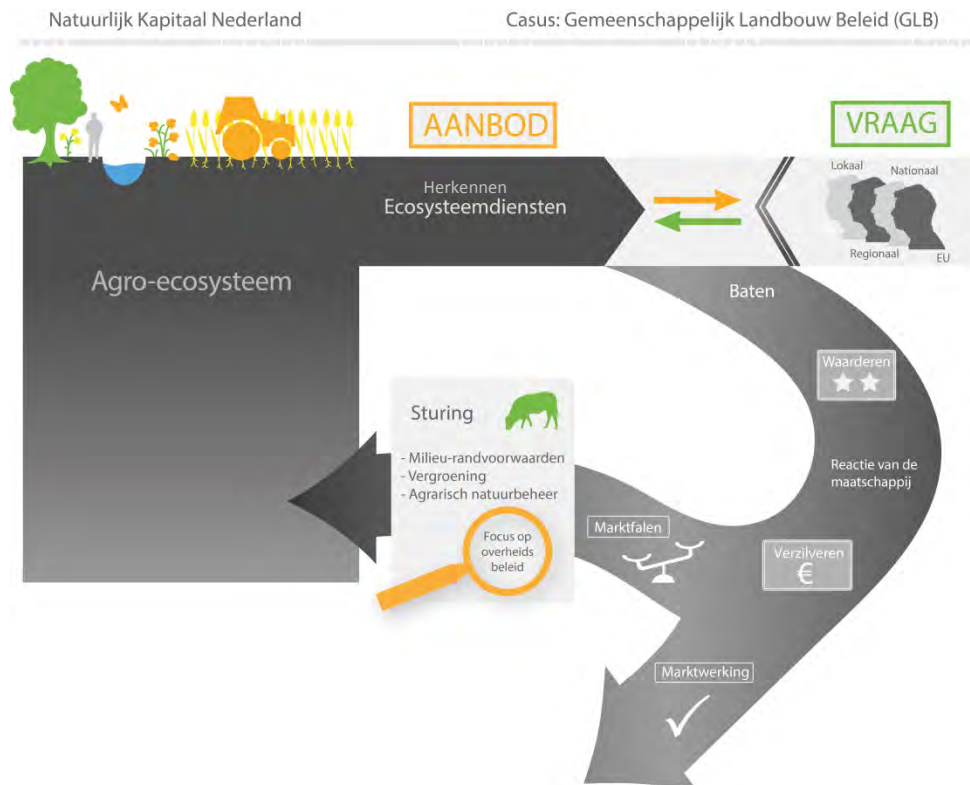 Natuurlijk Kapitaal Nederland
Casus: Gemeenschappelijk Landbouw Beleid (GLB)
AANBOD
VRAAG
Herkennen
Ecosysteemdiensten
Lokaal
Nationaal
Regionaal
EU
Agro-ecosysteem
Baten
Waarderen
Sturing
- Milieu-randvoorwaarden
- Vergroening
- Agrarisch natuurbeheer
Reactie van de
maatschappij
Focus op
overheids
beleid
Marktfalen
Verzilveren
€
Marktwerking